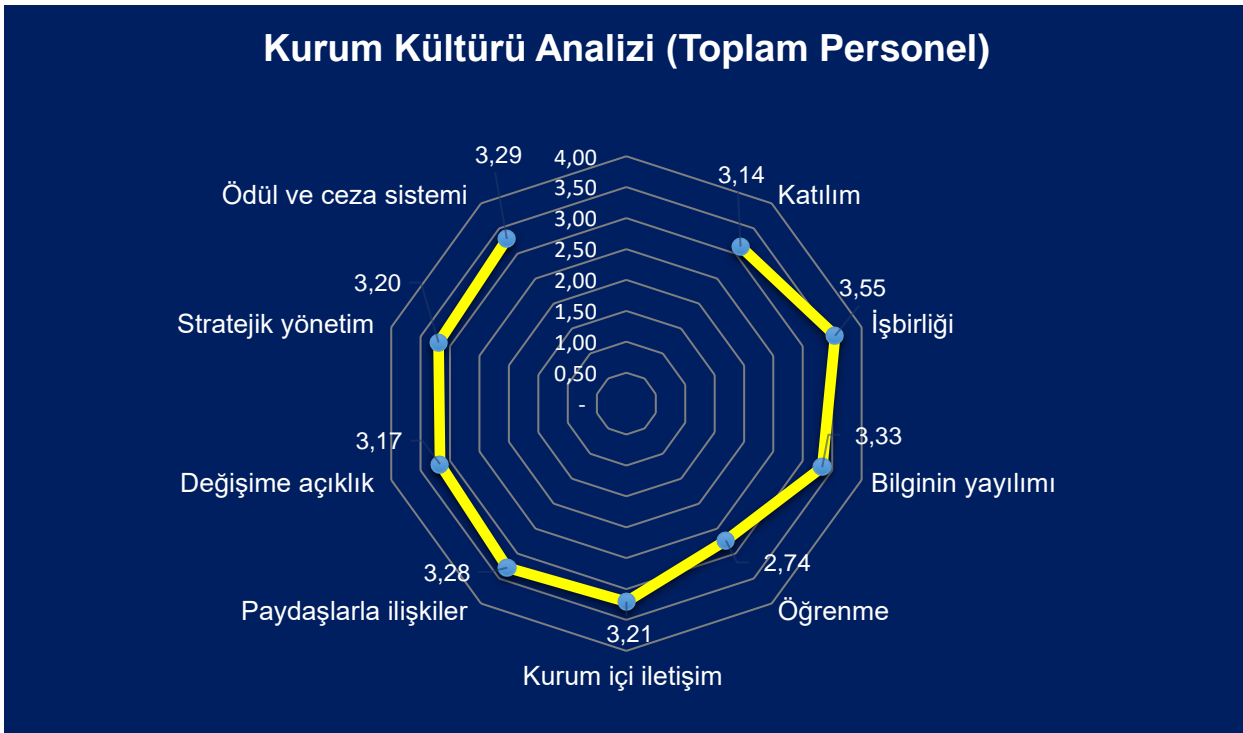 Kurum Kültürü Analizi (Toplam Personel)
3,29
4,00
3,14
Ödül ve ceza sistemi
3,50
Katılım
3,00
2,50
3,20
2,00
3,55
Stratejik yönetim
1,50
İşbirliği
1,00
0,50
-
3,17
3,33
Değişime açıklık
Bilginin yayılımı
3,28
2,74
Paydaşlarla ilişkiler
Öğrenme
3,21
Kurum içi iletişim